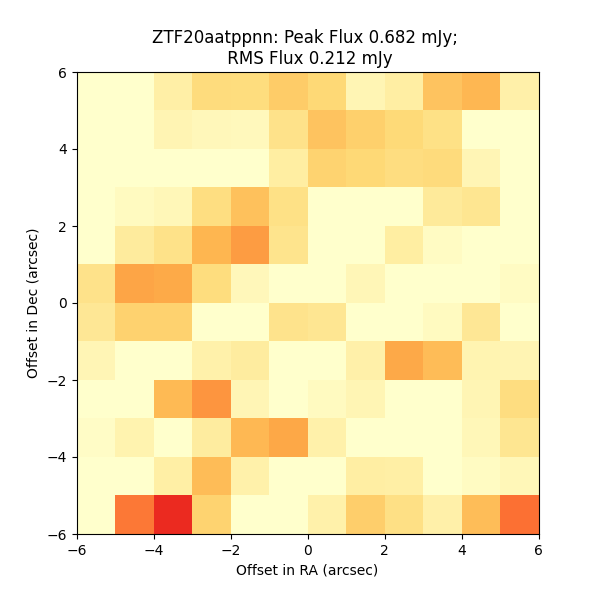 ZTF20aatppnn: Peak Flux 0.682 mJy;
RMS Flux 0.212 mJy
6
4
2
0
−2
−4
−6
Offset in Dec (arcsec)
−6 −4 −2 0 2 4 6
Offset in RA (arcsec)